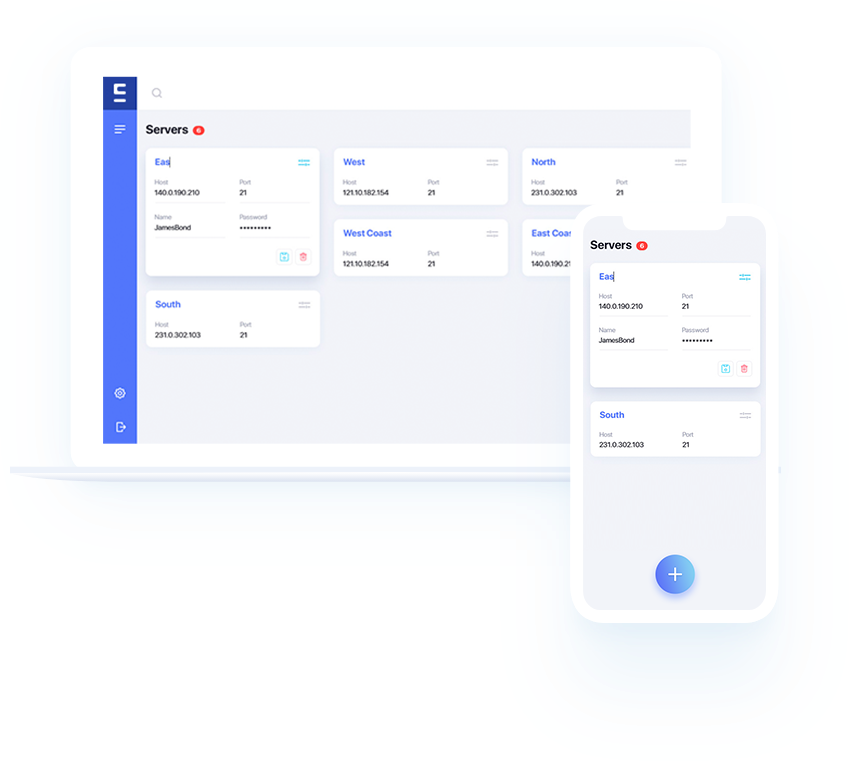 Servers 6
Eas
Host Port
140.0.190.210 21
Name Password
JamesBond •••••••••
West
Host Port
121.10.182.154 21
North
Host Port
231.0.302.103 21
West Coast
Host Port
121.10.182.154 21
East Coas
Host
140.0.190.21
South
Host Port
231.0.302.103 21
Servers 6
Eas
Host Port
140.0.190.210 21
Name Password
JamesBond •••••••••
South
Host Port
231.0.302.103 21